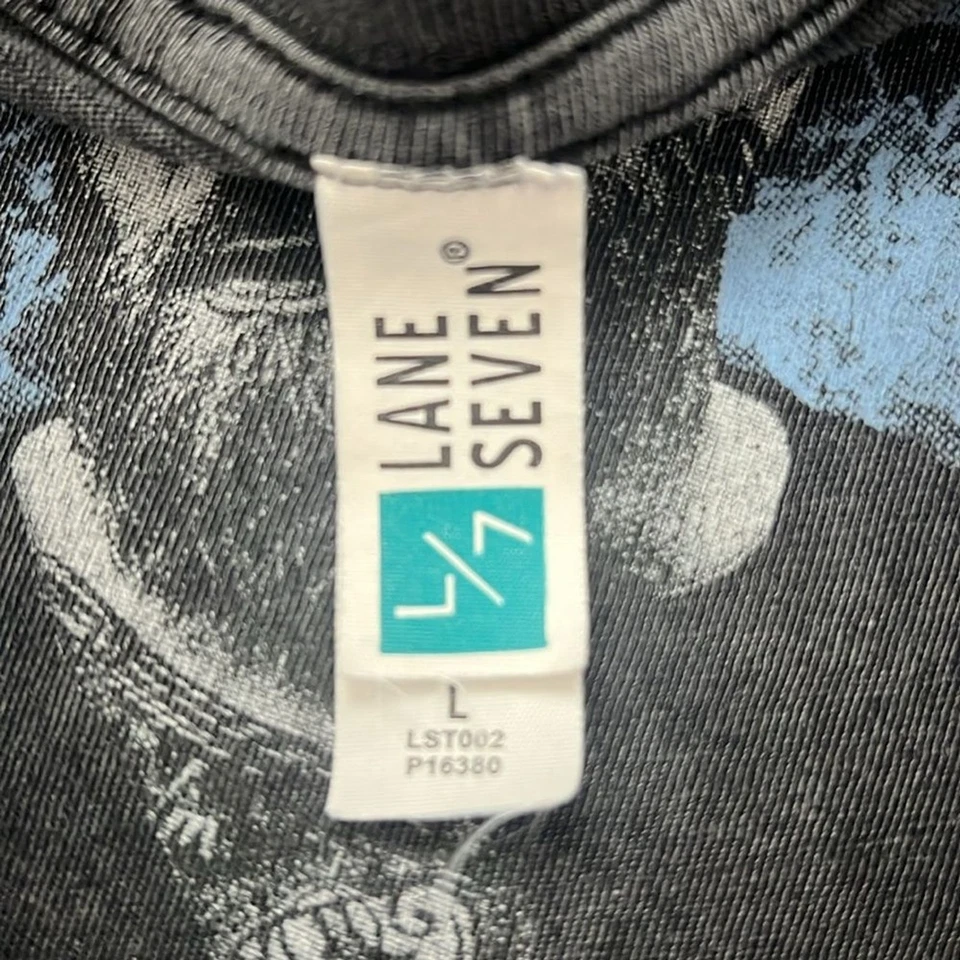 LANE
SEVEN®
L/7
L
LST002
P16380